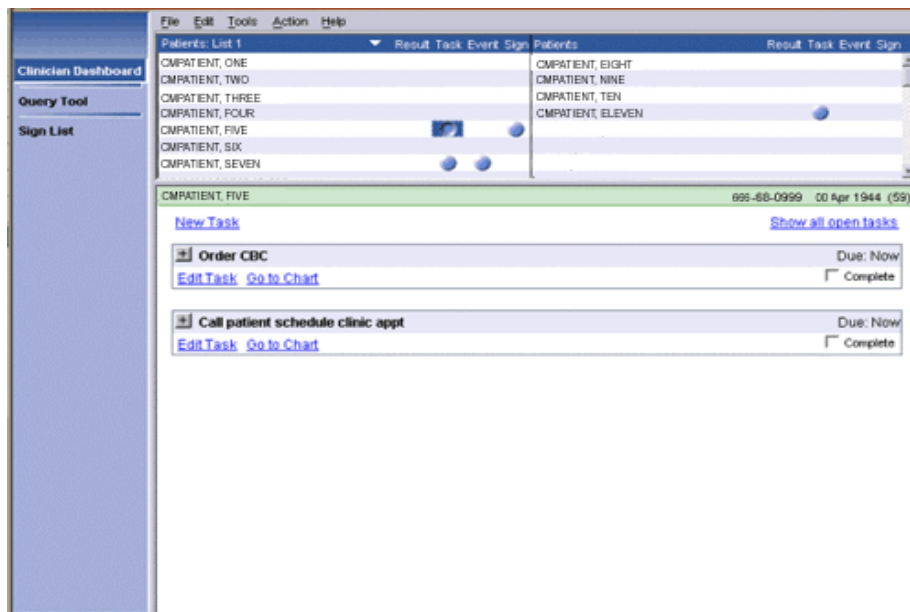 File Edit Tools Action Help
Clinician Dashboard
Query Tool
Sign List
Patients: List 1 Result Task Event Sign
CMPATIENT, ONE
CMPATIENT, TWO
CMPATIENT, THREE
CMPATIENT, FOUR
CMPATIENT, FIVE
CMPATIENT, SIX
CMPATIENT, SEVEN
Patients Result Task Event Sign
CMPATIENT, EIGHT
CMPATIENT, NINE
CMPATIENT, TEN
CMPATIENT, ELEVEN
CMPATIENT, FIVE 666-68-0999 00 Apr 1944 (59)
New Task Show all open tasks
Order CBC Due: Now
Edit Task Go to Chart Complete
Call patient schedule clinic appt Due: Now
Edit Task Go to Chart Complete